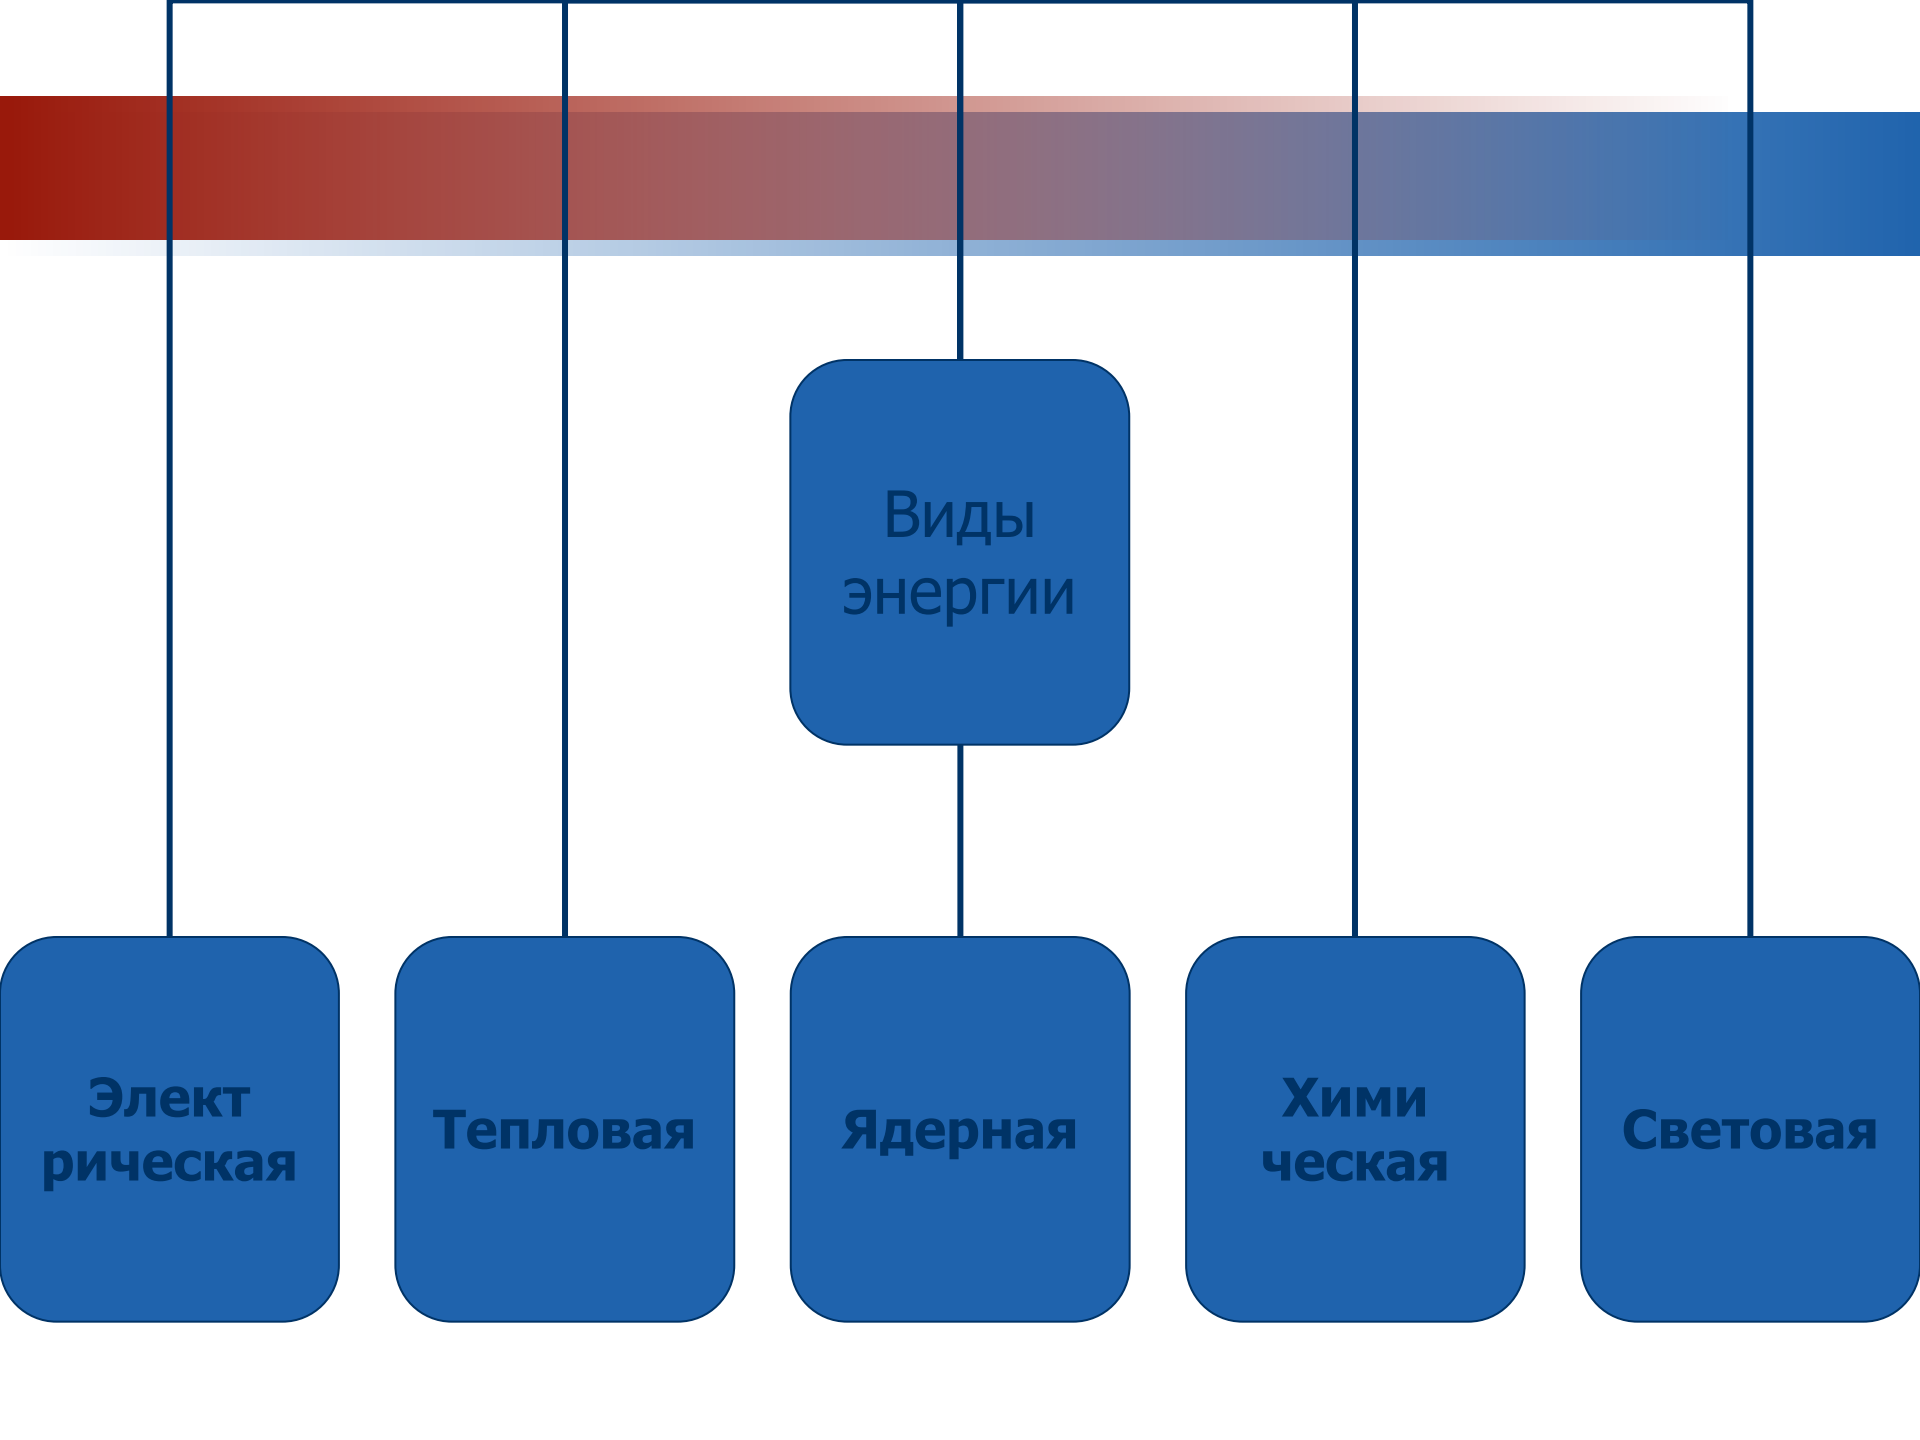 Виды
энергии
Элект
рическая
Тепловая
Ядерная
Хими
ческая
Световая